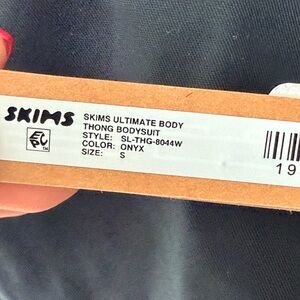 SKIMS
SKIMS ULTIMATE BODY
THONG BODYSUIT
STYLE: SL-THG-8044W
COLOR: ONYX
SIZE: S
19